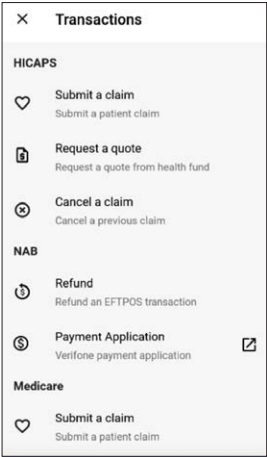 Transactions
HICAPS
Submit a claim
Submit a patient claim
Request a quote
Request a quote from health fund
Cancel a claim
Cancel a previous claim
NAB
Refund
Refund an EFTPOS transaction
Payment Application
Verifone payment application
Medicare
Submit a claim
Submit a patient claim